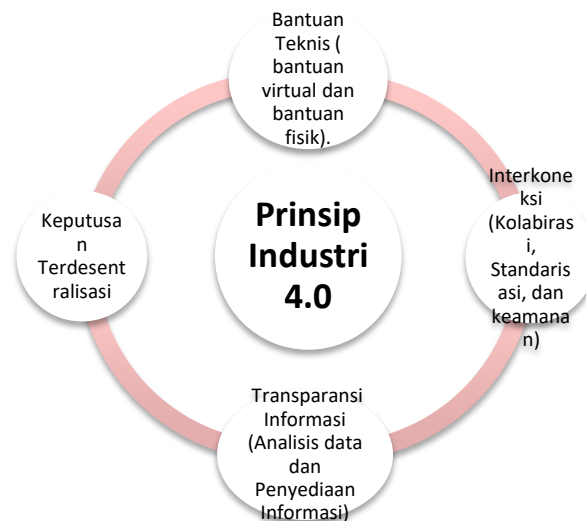 Bantuan
Teknis (
bantuan
virtual dan
bantuan
fisik).
Interkone
ksi
(Kolabiras
i,
Standaris
asi, dan
keamana
n)
Prinsip
Industri
4.0
Keputusa
n
Terdesent
ralisasi
Transparansi
Informasi
(Analisis data
dan
Penyediaan
Informasi)